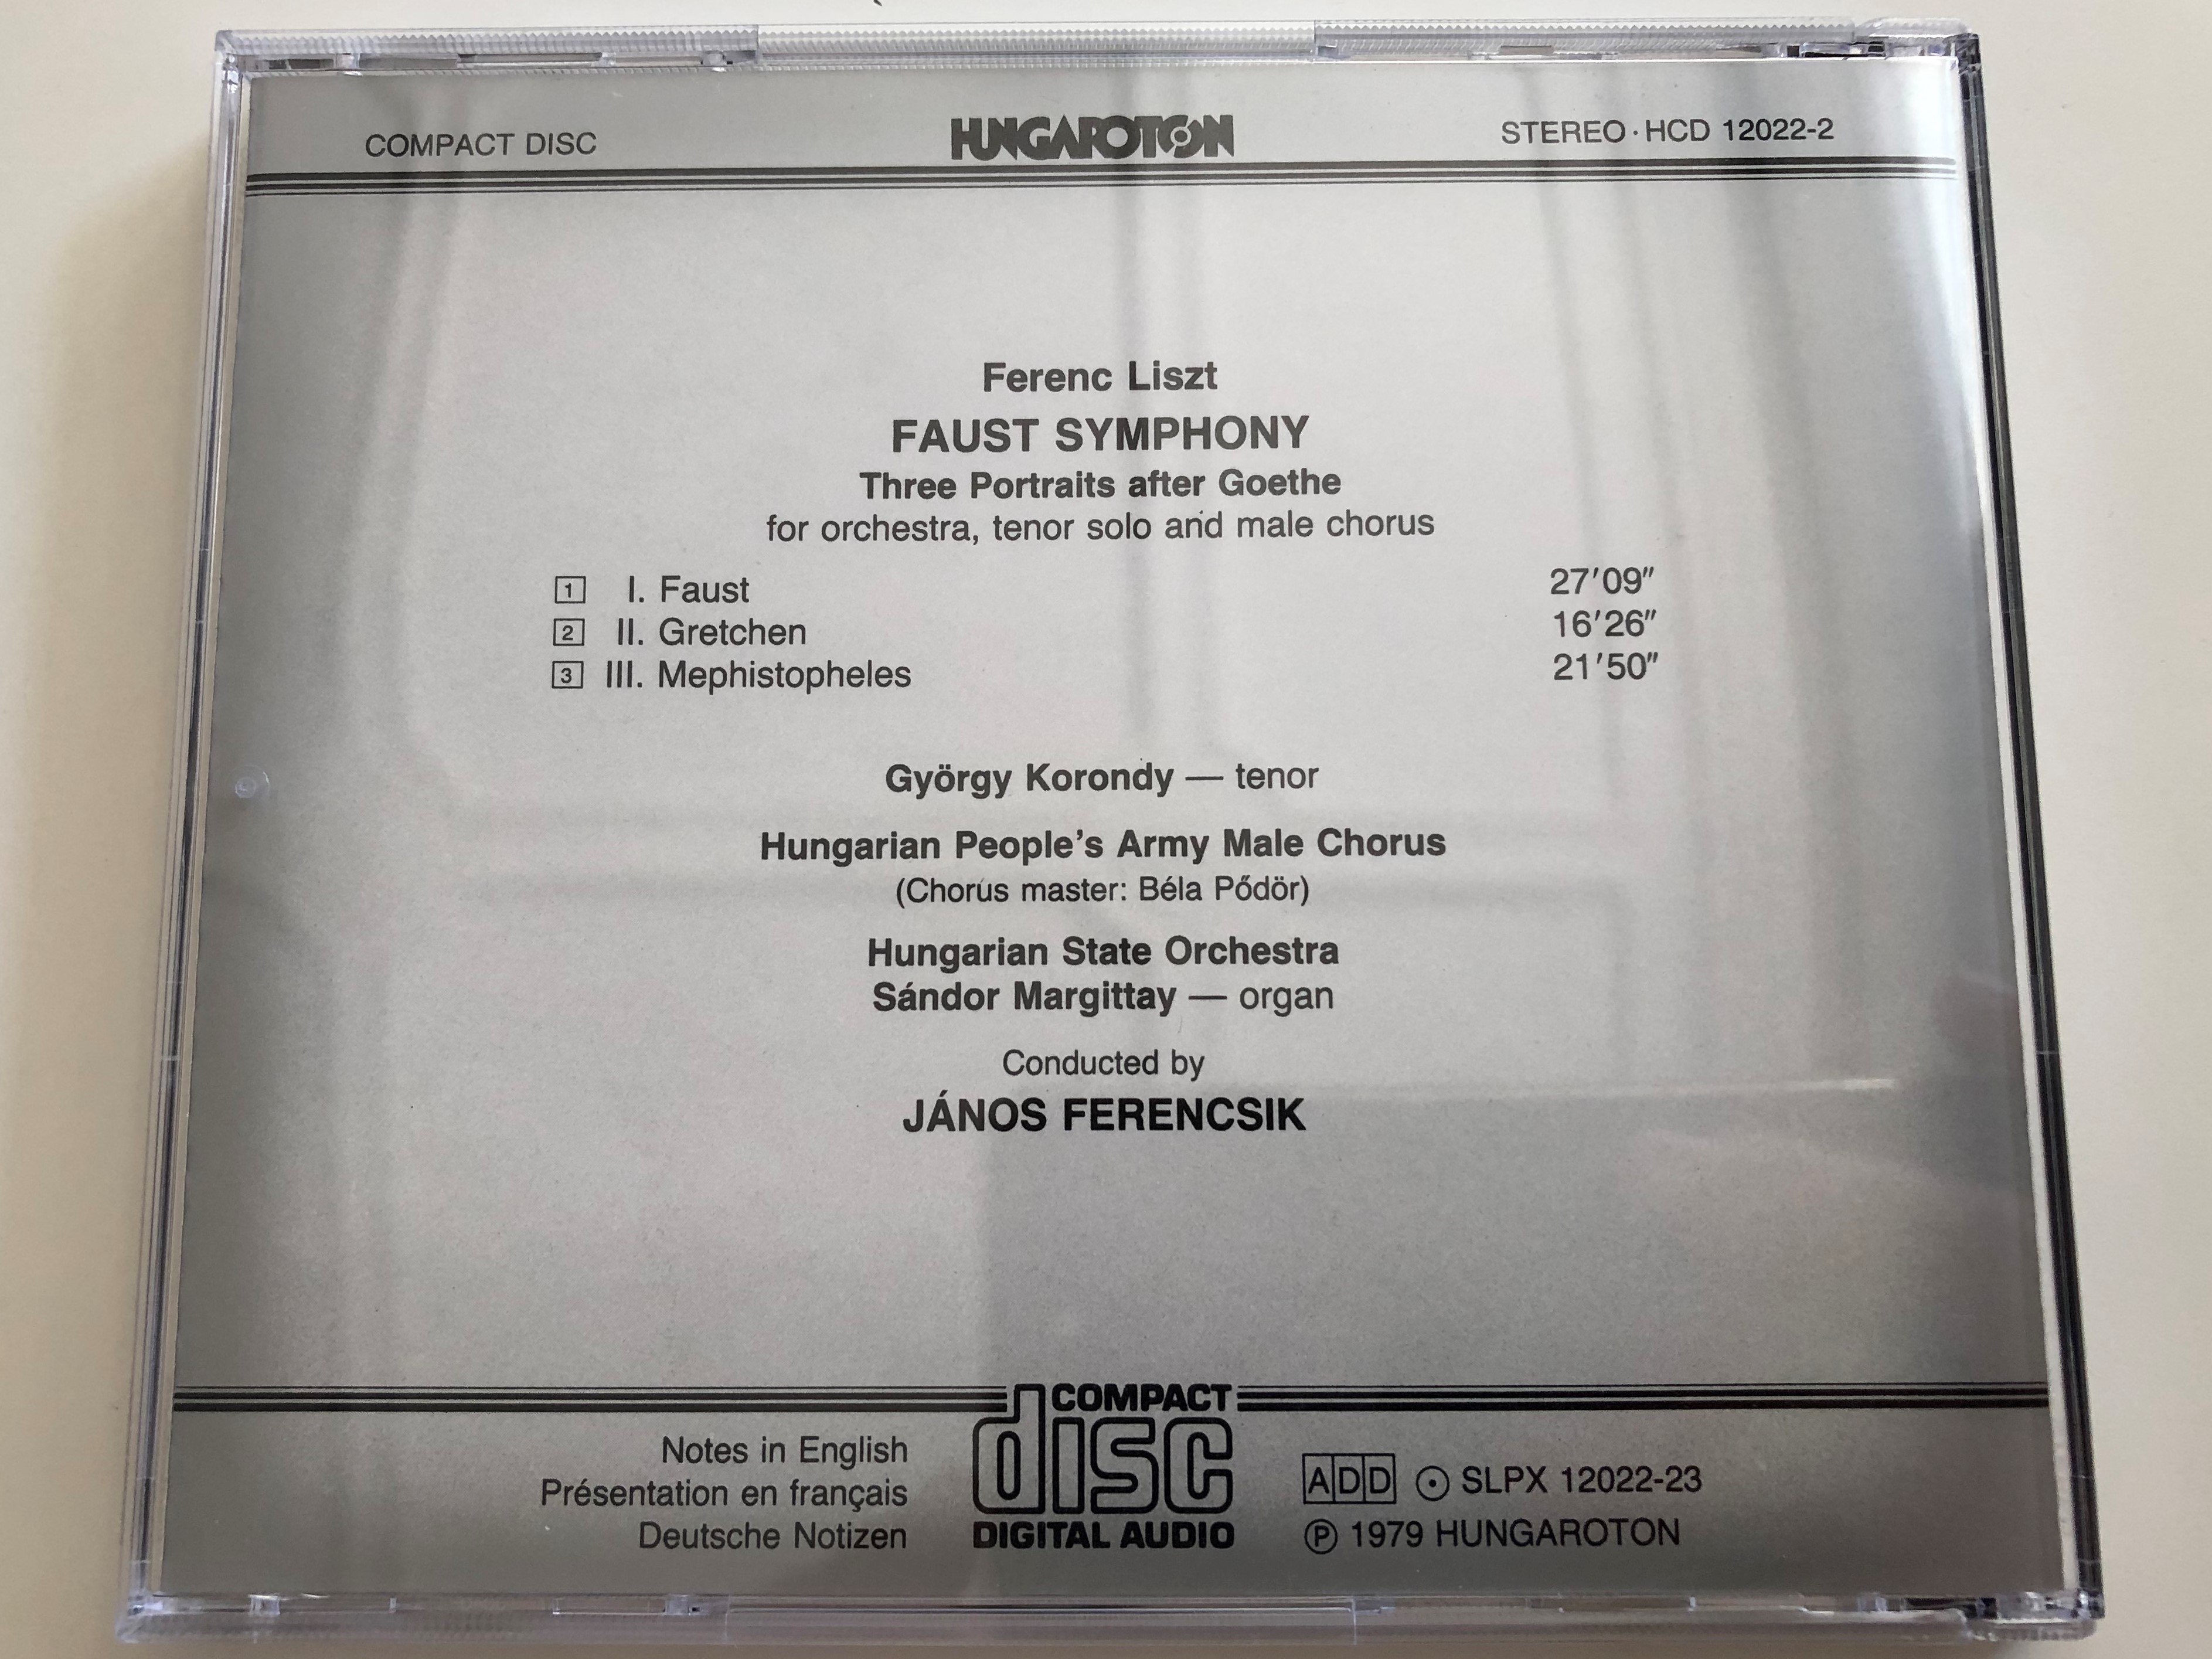 COMPACT DISC
HUNGAROTON
STEREO · HCD 12022-2
Ferenc Liszt
FAUST SYMPHONY
Three Portraits after Goethe
for orchestra, tenor solo and male chorus
1 I. Faust 27′09″
2 II. Gretchen 16′26″
3 III. Mephistopheles 21′50″
György Korondy — tenor
Hungarian People's Army Male Chorus
(Chorus master: Béla Pődör)
Hungarian State Orchestra
Sándor Margittay — organ
Conducted by
JÁNOS FERENCSIK
Notes in English
Présentation en français
Deutsche Notizen
COMPACT
disc
DIGITAL AUDIO
ADD SLPX 12022-23
Ⓟ 1979 HUNGAROTON